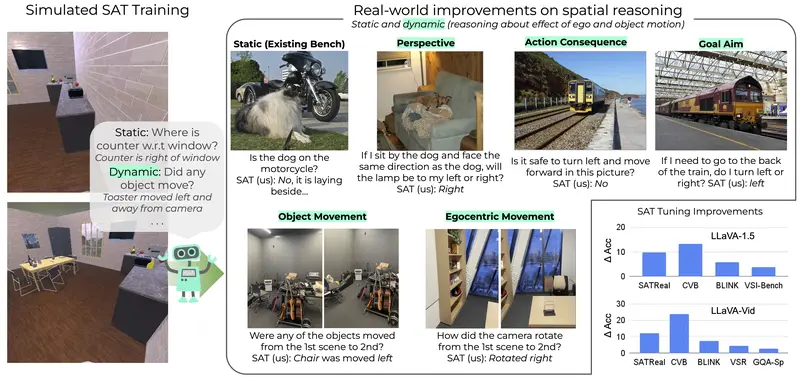 Simulated SAT Training
Static: Where is
counter w.r.t window?
Counter is right of window
Dynamic: Did any
object move?
Toaster moved left and
away from camera
...
Real-world improvements on spatial reasoning
Static and dynamic (reasoning about effect of ego and object motion)
Static (Existing Bench)
Is the dog on the
motorcycle?
SAT (us): No, it is laying
beside...
Perspective
If I sit by the dog and face the
same direction as the dog, will
the lamp be to my left or right?
SAT (us): Right
Action Consequence
Is it safe to turn left and move
forward in this picture?
SAT (us): No
Goal Aim
If I need to go to the back
of the train, do I turn left or
right? SAT (us): left
Object Movement
Were any of the objects moved
from the 1st scene to 2nd?
SAT (us): Chair was moved left
Egocentric Movement
How did the camera rotate
from the 1st scene to 2nd?
SAT (us): Rotated right
SAT Tuning Improvements
LLaVA-1.5
Δ Acc
20
10
0
SATReal CVB BLINK VSI-Bench
LLaVA-Vid
Δ Acc
30
20
10
0
SATReal CVB BLINK VSR GQA-Sp